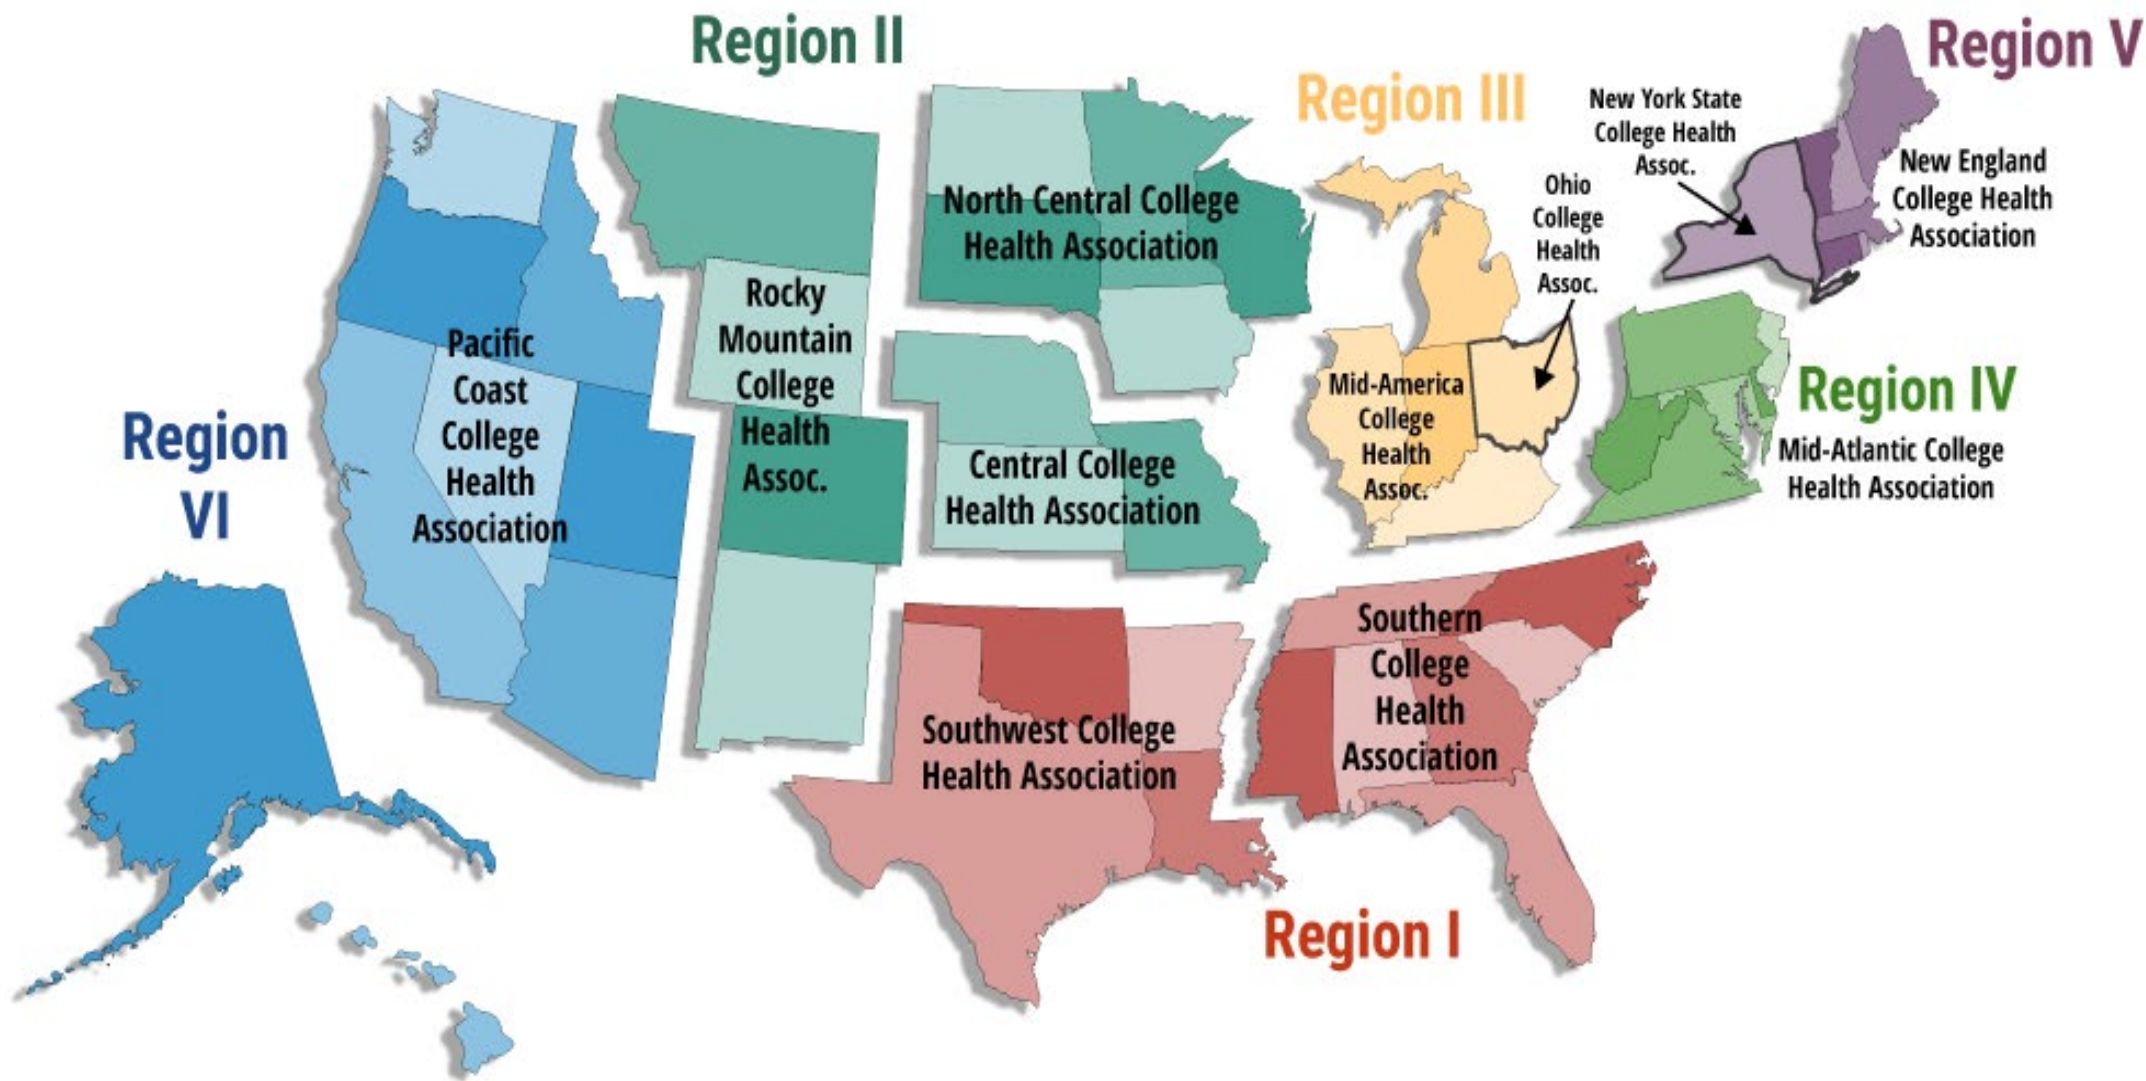 Region II
Region V
Region III
New York State
College Health
Assoc.
New England
College Health
Association
Ohio
College
Health
Assoc.
North Central College
Health Association
Rocky
Mountain
College
Health
Assoc.
Pacific
Coast
College
Health
Association
Region
VI
Mid-America
College
Health
Assoc.
Region IV
Mid-Atlantic College
Health Association
Central College
Health Association
Southern
College
Health
Association
Southwest College
Health Association
Region I